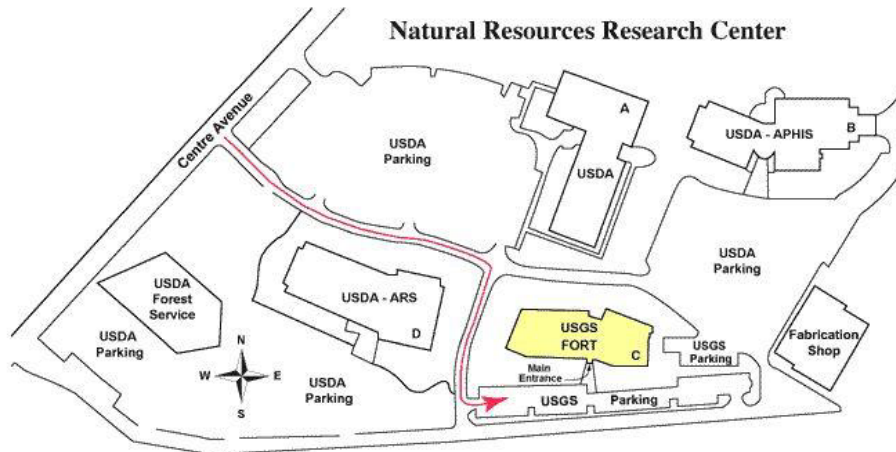 Natural Resources Research Center
Centre Avenue
A
USDA
USDA - APHIS
B
USDA
Parking
USDA
Parking
USDA
Forest
Service
USDA - ARS
D
USDA
Parking
N
W
E
S
USDA
Parking
USGS
FORT
C
Main
Entrance
USGS
Parking
Fabrication
Shop
USGS Parking